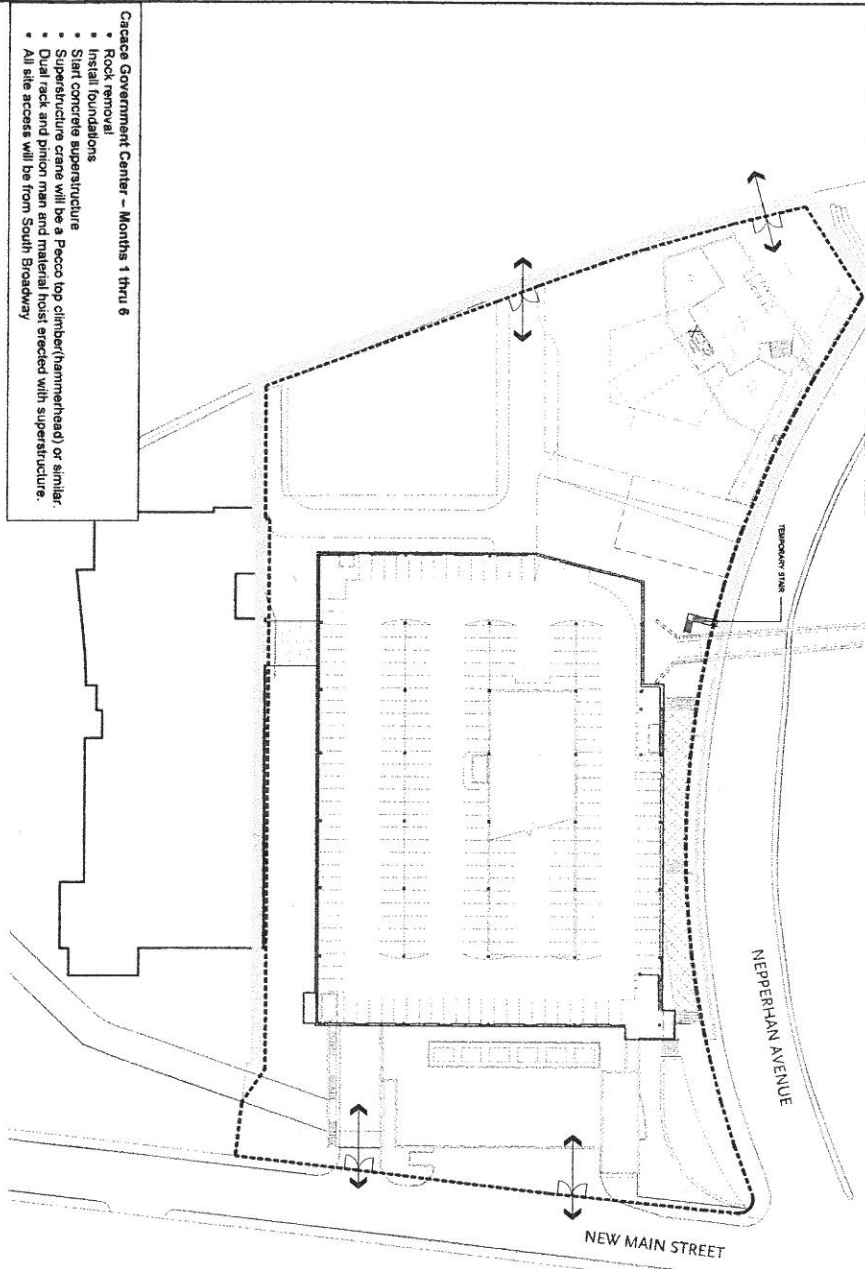 Cacace Government Center – Months 1 thru 6
• Rock removal
• Install foundations
• Start concrete superstructure
• Superstructure crane will be a Pecco top climber(hammerhead) or similar.
• Dual rack and pinion man and material hoist erected with superstructure.
• All site access will be from South Broadway
TEMPORARY STAIR
NEPPERHAN AVENUE
NEW MAIN STREET